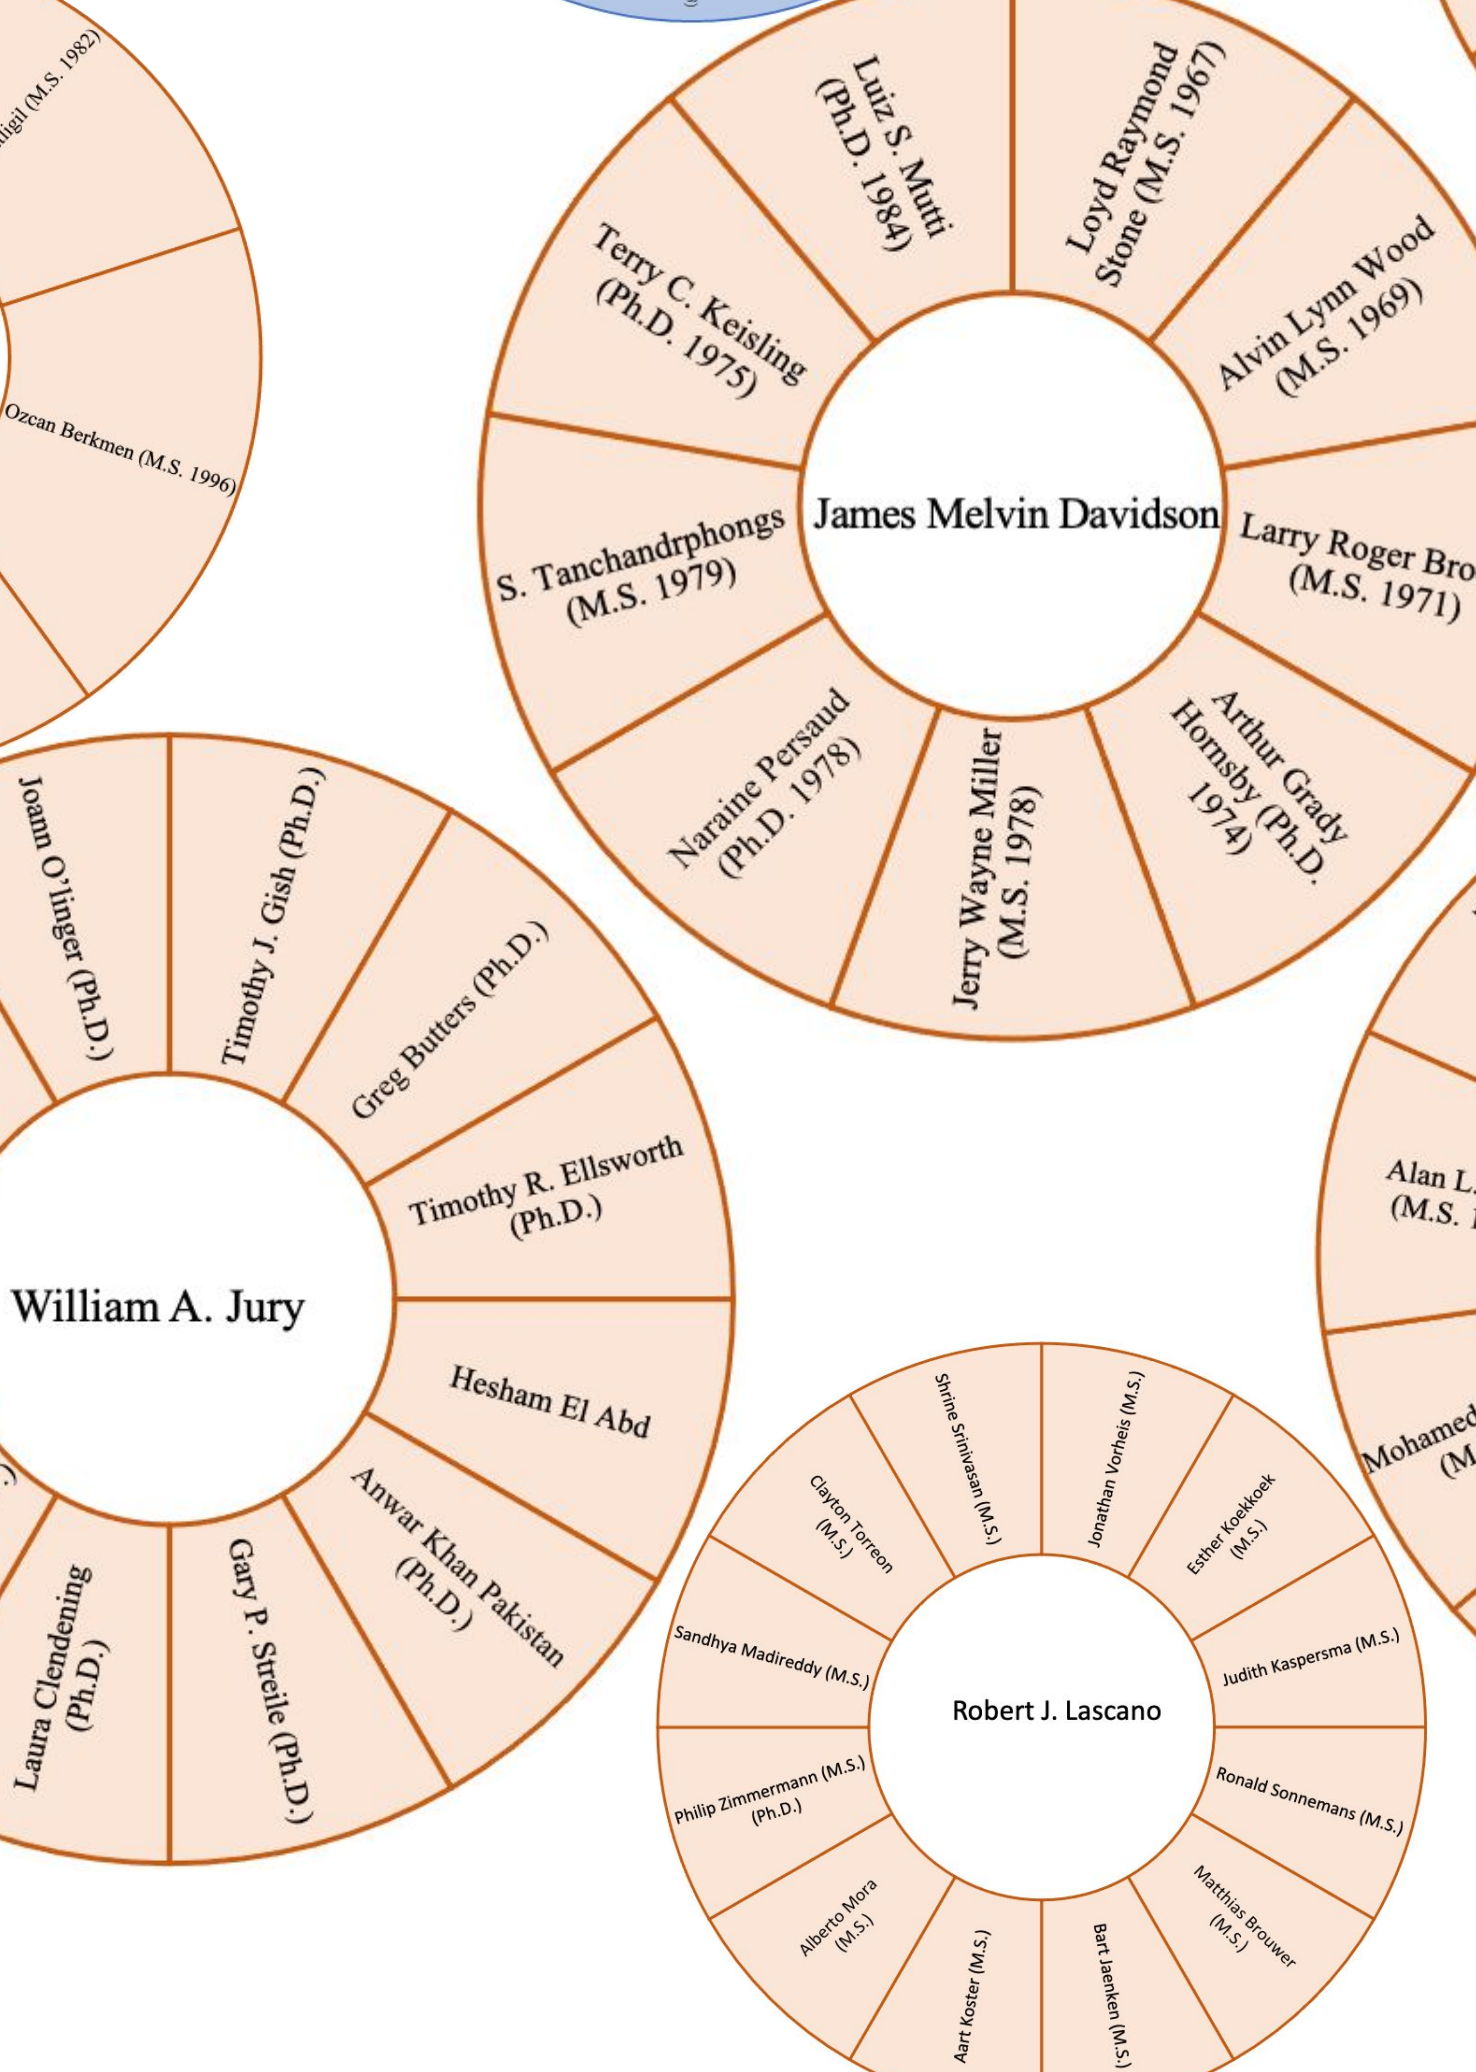 (M.S. 1982)
Ozcan Berkmen (M.S. 1996)
James Melvin Davidson
Loyd Raymond
Stone (M.S. 1967)
Alvin Lynn Wood
(M.S. 1969)
Larry Roger
(M.S. 1971)
Arthur Grady
Hornsby (Ph.D.
1974)
Jerry Wayne Miller
(M.S. 1978)
Naraine Persaud
(Ph.D. 1978)
S. Tanchandrphongs
(M.S. 1979)
Terry C. Keisling
(Ph.D. 1975)
Luiz S. Mutti
(Ph.D. 1984)
William A. Jury
Timothy J. Gish (Ph.D.)
Greg Butters (Ph.D.)
Timothy R. Ellsworth
(Ph.D.)
Hesham El Abd
Anwar Khan Pakistan
(Ph.D.)
Gary P. Streile (Ph.D.)
Laura Clendening
(Ph.D.)
Joann O’linger (Ph.D.)
Alan L.
(M.S.
Mohamed
Robert J. Lascano
Jonathan Vorheis (M.S.)
Esther Koekkoek
(M.S.)
Judith Kaspersma (M.S.)
Ronald Sonnemans (M.S.)
Matthias Brouwer
(M.S.)
Bart Jaenken (M.S.)
Aart Koster (M.S.)
Alberto Mora
(M.S.)
Philip Zimmermann (M.S.)
(Ph.D.)
Sandhya Madireddy (M.S.)
Clayton Torreon
(M.S.)
Shrine Srinivasan (M.S.)